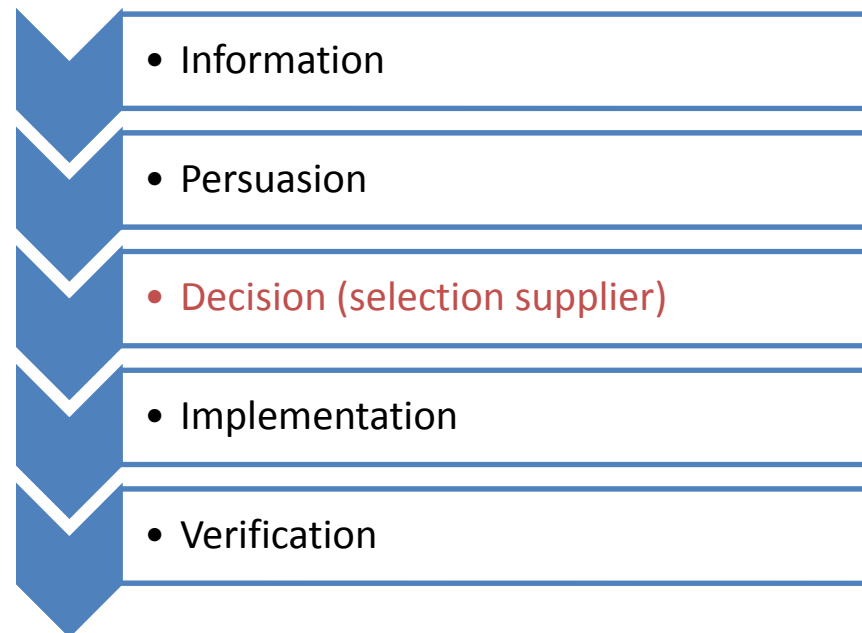 • Information
• Persuasion
• Decision (selection supplier)
• Implementation
• Verification